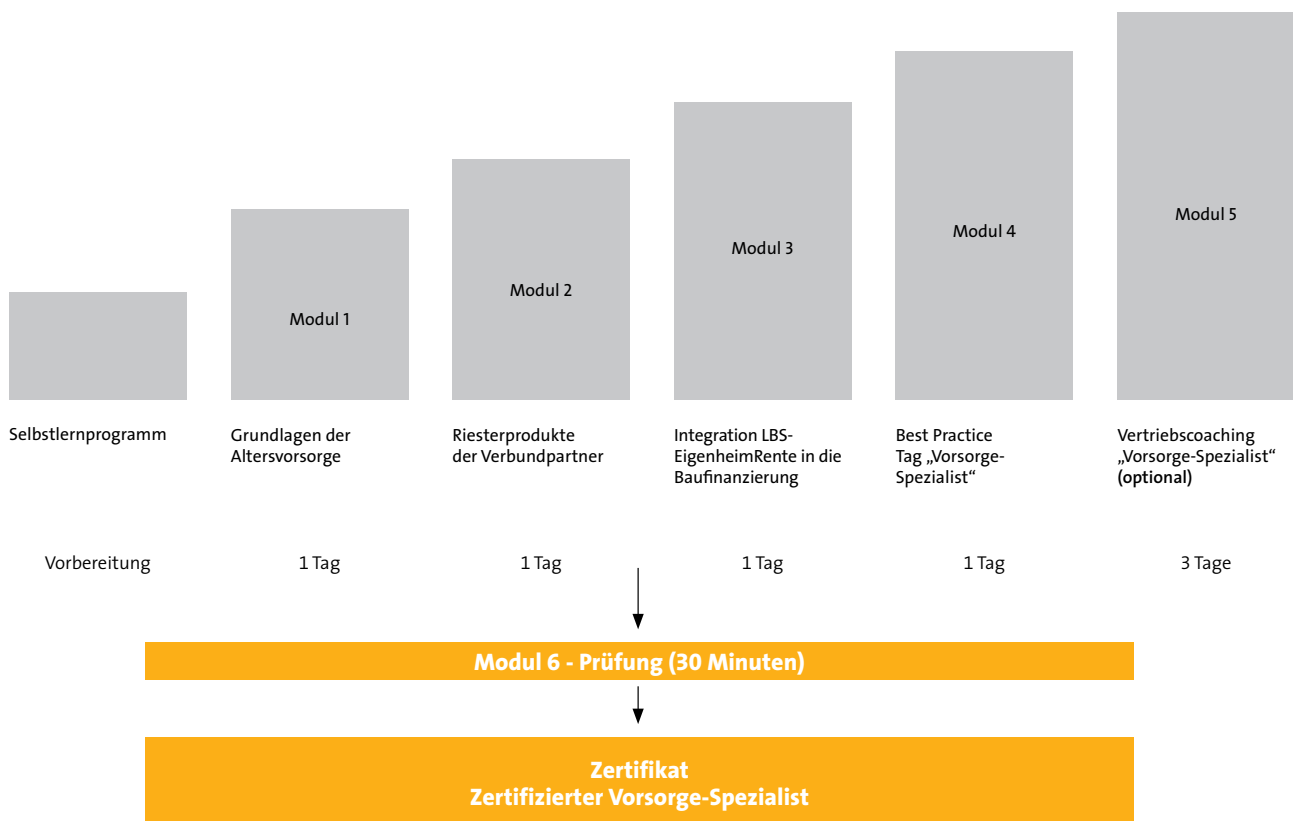 Modul 1
Modul 2
Modul 3
Modul 4
Modul 5
Selbstlernprogramm
Grundlagen der
Altersvorsorge
Riesterprodukte
der Verbundpartner
Integration LBS-
EigenheimRente in die
Baufinanzierung
Best Practice
Tag „Vorsorge-
Spezialist“
Vertriebscoaching
„Vorsorge-Spezialist“
(optional)
Vorbereitung
1 Tag
1 Tag
1 Tag
1 Tag
3 Tage
Modul 6 - Prüfung (30 Minuten)
Zertifikat
Zertifizierter Vorsorge-Spezialist